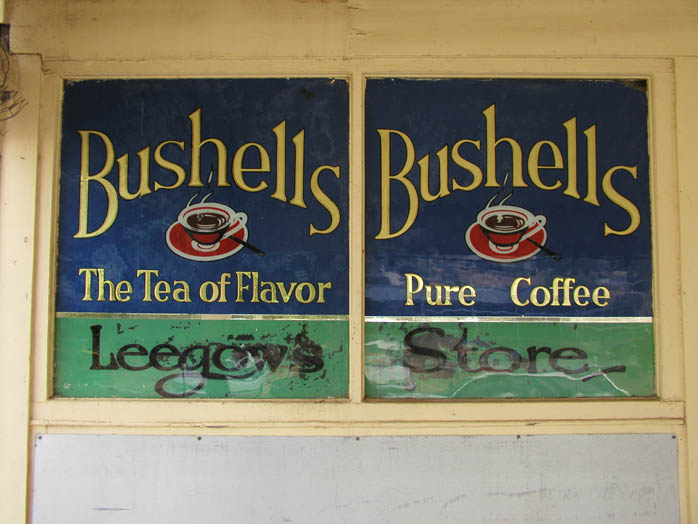 Bushells
The Tea of Flavor
Leegow's
Bushells
Pure Coffee
Store